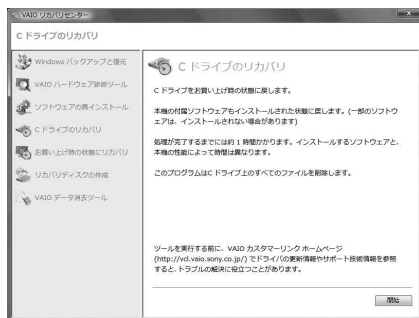 VAIO リカバリセンター
C ドライブのリカバリ
Windows バックアップと復元
VAIO ハードウェア診断ツール
ソフトウェアの再インストール
C ドライブのリカバリ
お買い上げ時の状態にリカバリ
リカバリディスクの作成
VAIO データ消去ツール
C ドライブのリカバリ
C ドライブをお買い上げ時の状態に戻します。
本機の付属ソフトウェアもインストールされた状態に戻します。(一部のソフトウ
ェアは、インストールされない場合があります)
処理が完了するまでには約 1 時間かかります。インストールするソフトウェアと、
本機の性能によって時間は異なります。
このプログラムはC ドライブ上のすべてのファイルを削除します。
ツールを実行する前に、VAIO カスタマーリンク ホームページ
(http://vcl.vaio.sony.co.jp/) でドライバの更新情報やサポート技術情報を参照
すると、トラブルの解決に役立つことがあります。
開始